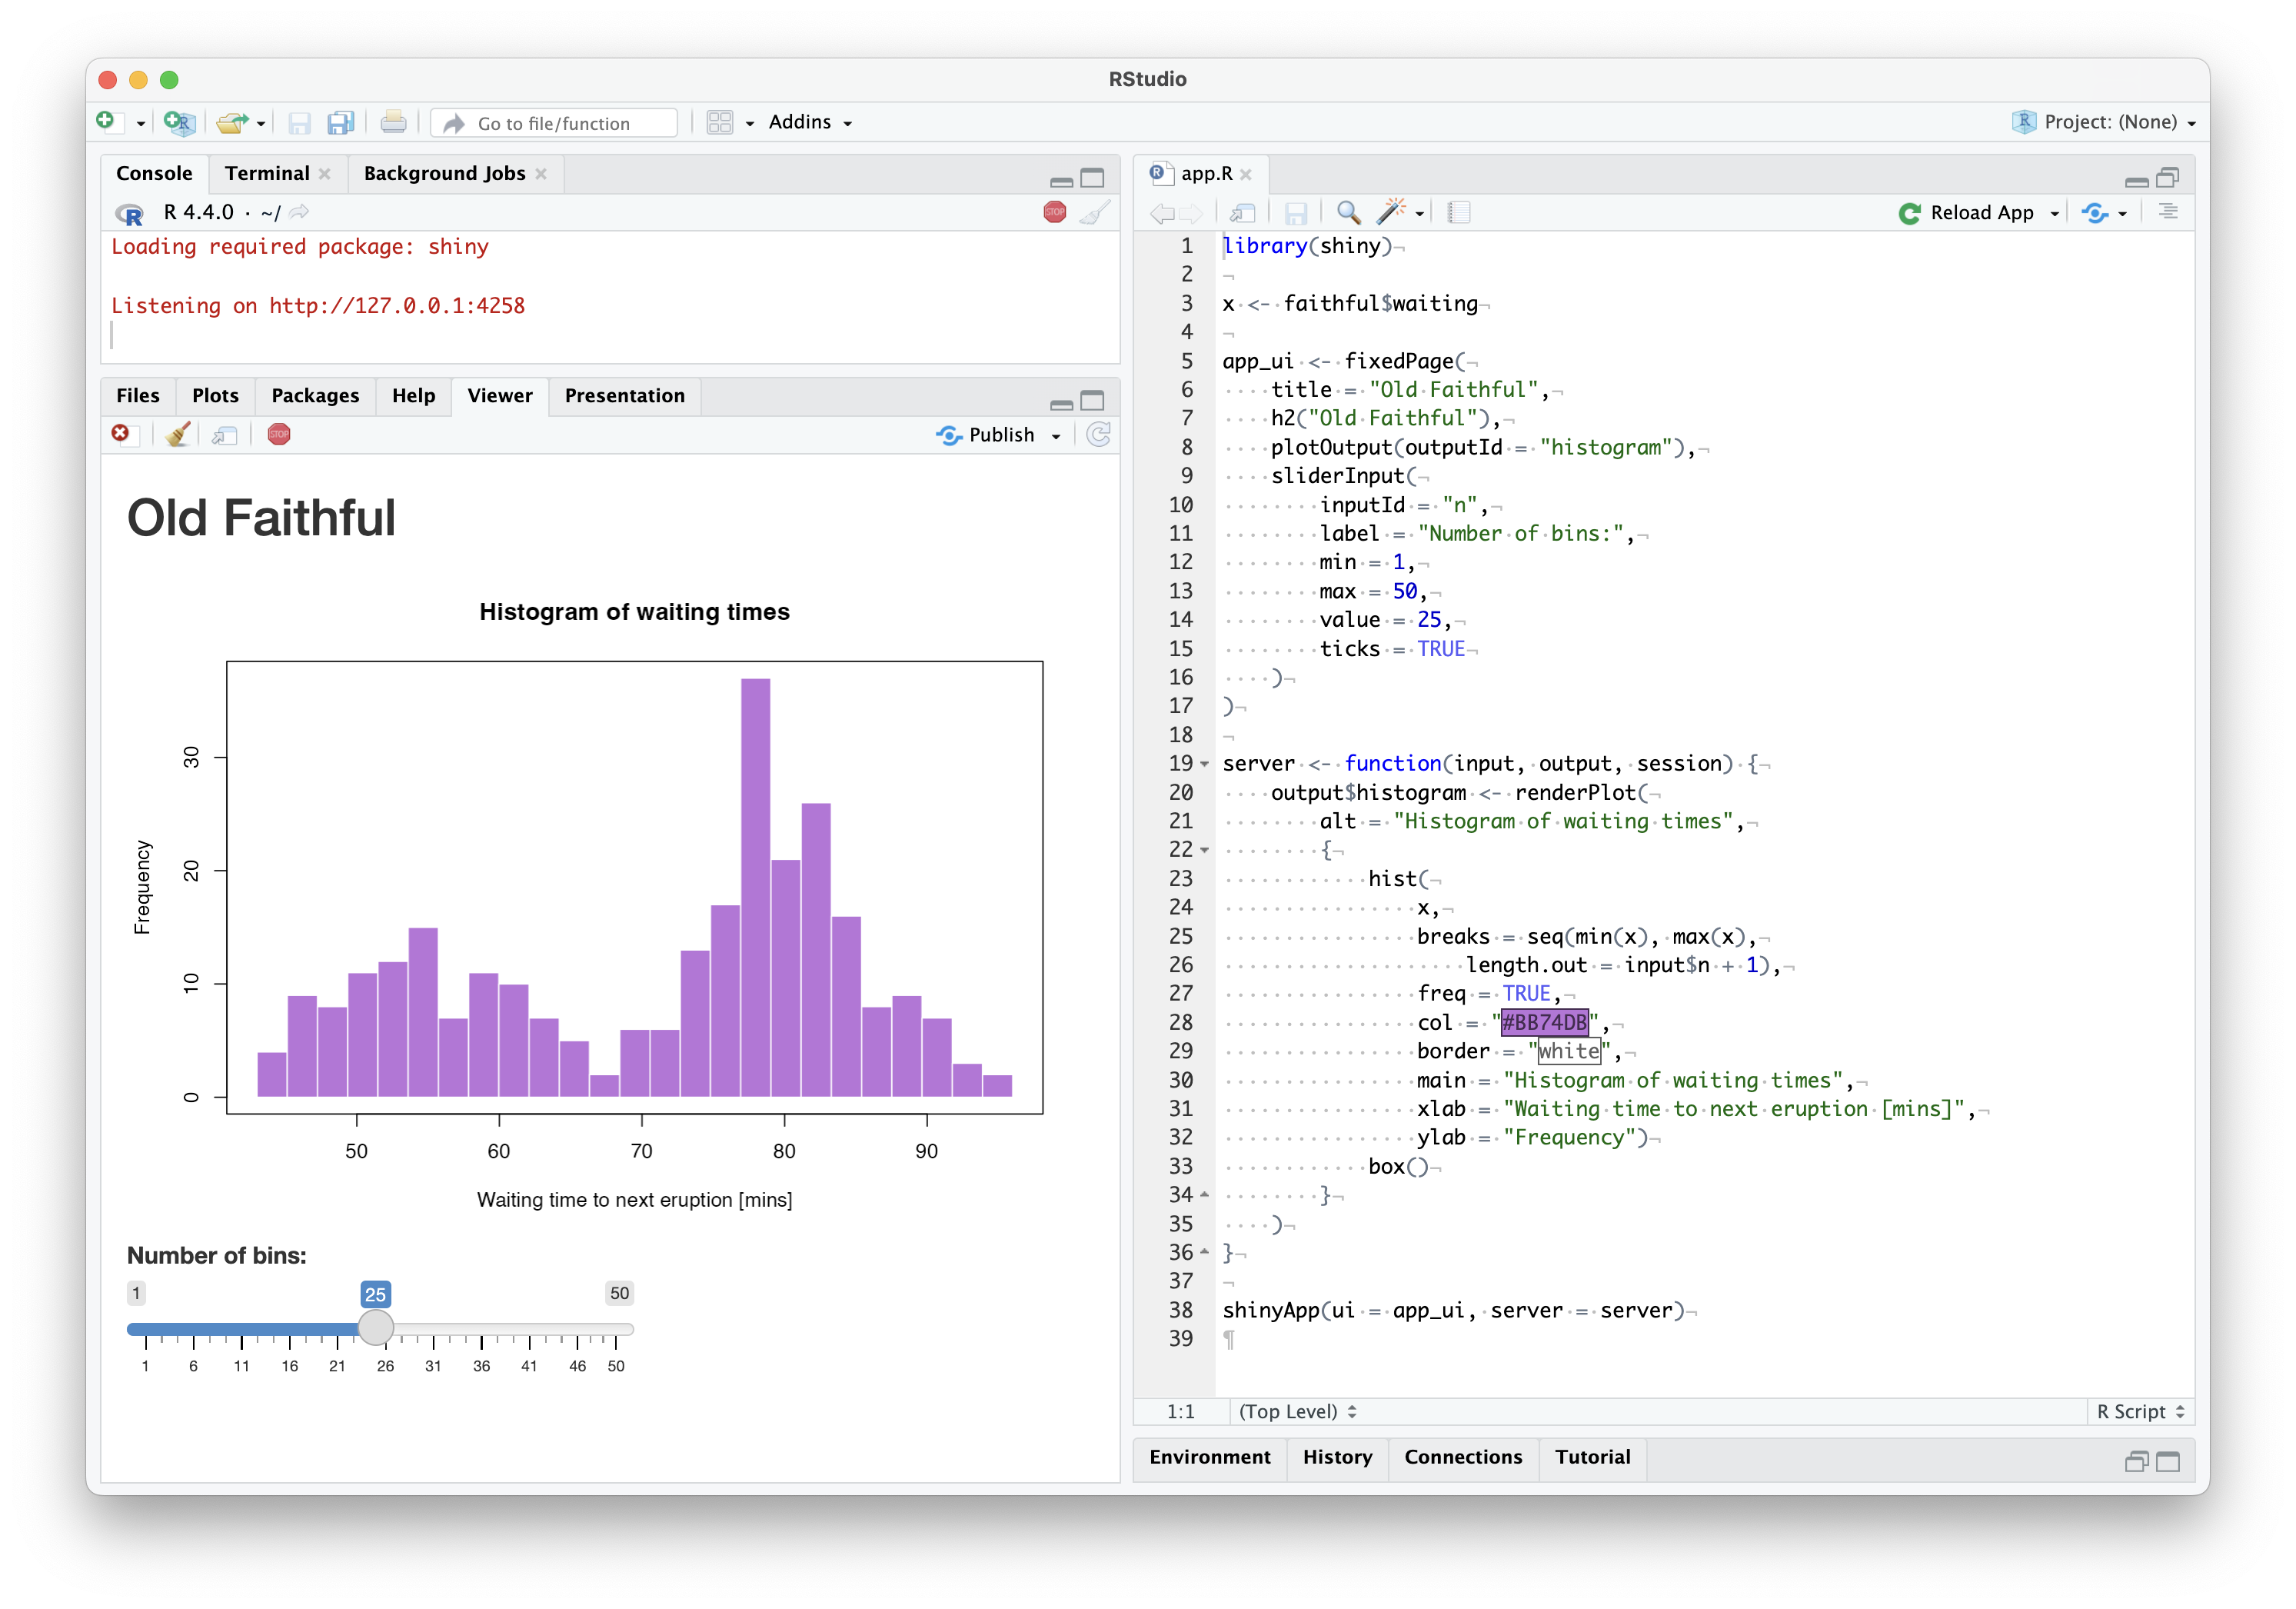 RStudio
Go to file/function
Addins
Project: (None)
Console Terminal Background Jobs
R 4.4.0 · ~/
STOP
Loading required package: shiny
Listening on http://127.0.0.1:4258
Files Plots Packages Help Viewer Presentation
STOP
Publish
Old Faithful
Histogram of waiting times
Frequency
30
20
10
0
50 60 70 80 90
Waiting time to next eruption [mins]
Number of bins:
1 25 50
1 6 11 16 21 26 31 36 41 46 50
app.R
Reload App
1 library(shiny)¬
2 ¬
3 x <- faithful$waiting¬
4 ¬
5 app_ui <- fixedPage(¬
6 title = "Old Faithful",¬
7 h2("Old Faithful"),¬
8 plotOutput(outputId = "histogram"),¬
9 sliderInput(¬
10 inputId = "n",¬
11 label = "Number of bins:",¬
12 min = 1,¬
13 max = 50,¬
14 value = 25,¬
15 ticks = TRUE¬
16 )¬
17 )¬
18 ¬
19 server <- function(input, output, session) {¬
20 output$histogram <- renderPlot(¬
21 alt = "Histogram of waiting times",¬
22 {¬
23 hist(¬
24 x,¬
25 breaks = seq(min(x), max(x),¬
26 length.out = input$n + 1),¬
27 freq = TRUE,¬
28 col = "#BB74DB",¬
29 border = "white",¬
30 main = "Histogram of waiting times",¬
31 xlab = "Waiting time to next eruption [mins]",¬
32 ylab = "Frequency")¬
33 box()¬
34 }¬
35 )¬
36 }¬
37 ¬
38 shinyApp(ui = app_ui, server = server)¬
39 ¶
1:1 (Top Level) R Script
Environment History Connections Tutorial